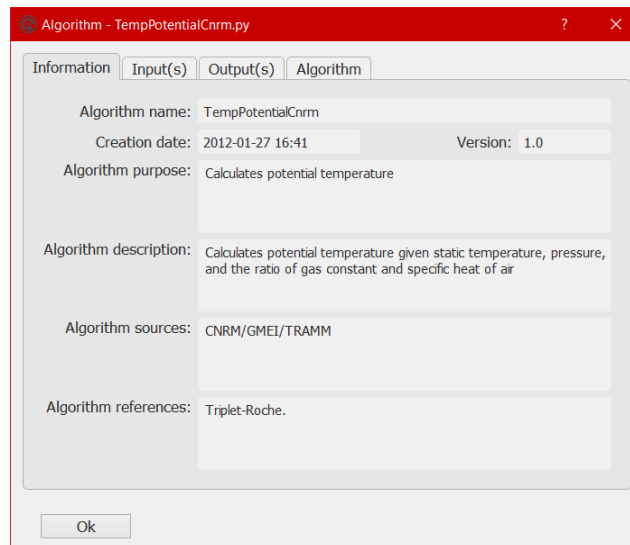 Algorithm - TempPotentialCnrm.py ?
Information Input(s) Output(s) Algorithm
Algorithm name: TempPotentialCnrm
Creation date: 2012-01-27 16:41 Version: 1.0
Algorithm purpose: Calculates potential temperature
Algorithm description: Calculates potential temperature given static temperature, pressure,
and the ratio of gas constant and specific heat of air
Algorithm sources: CNRM/GMEI/TRAMM
Algorithm references: Triplet-Roche.
Ok